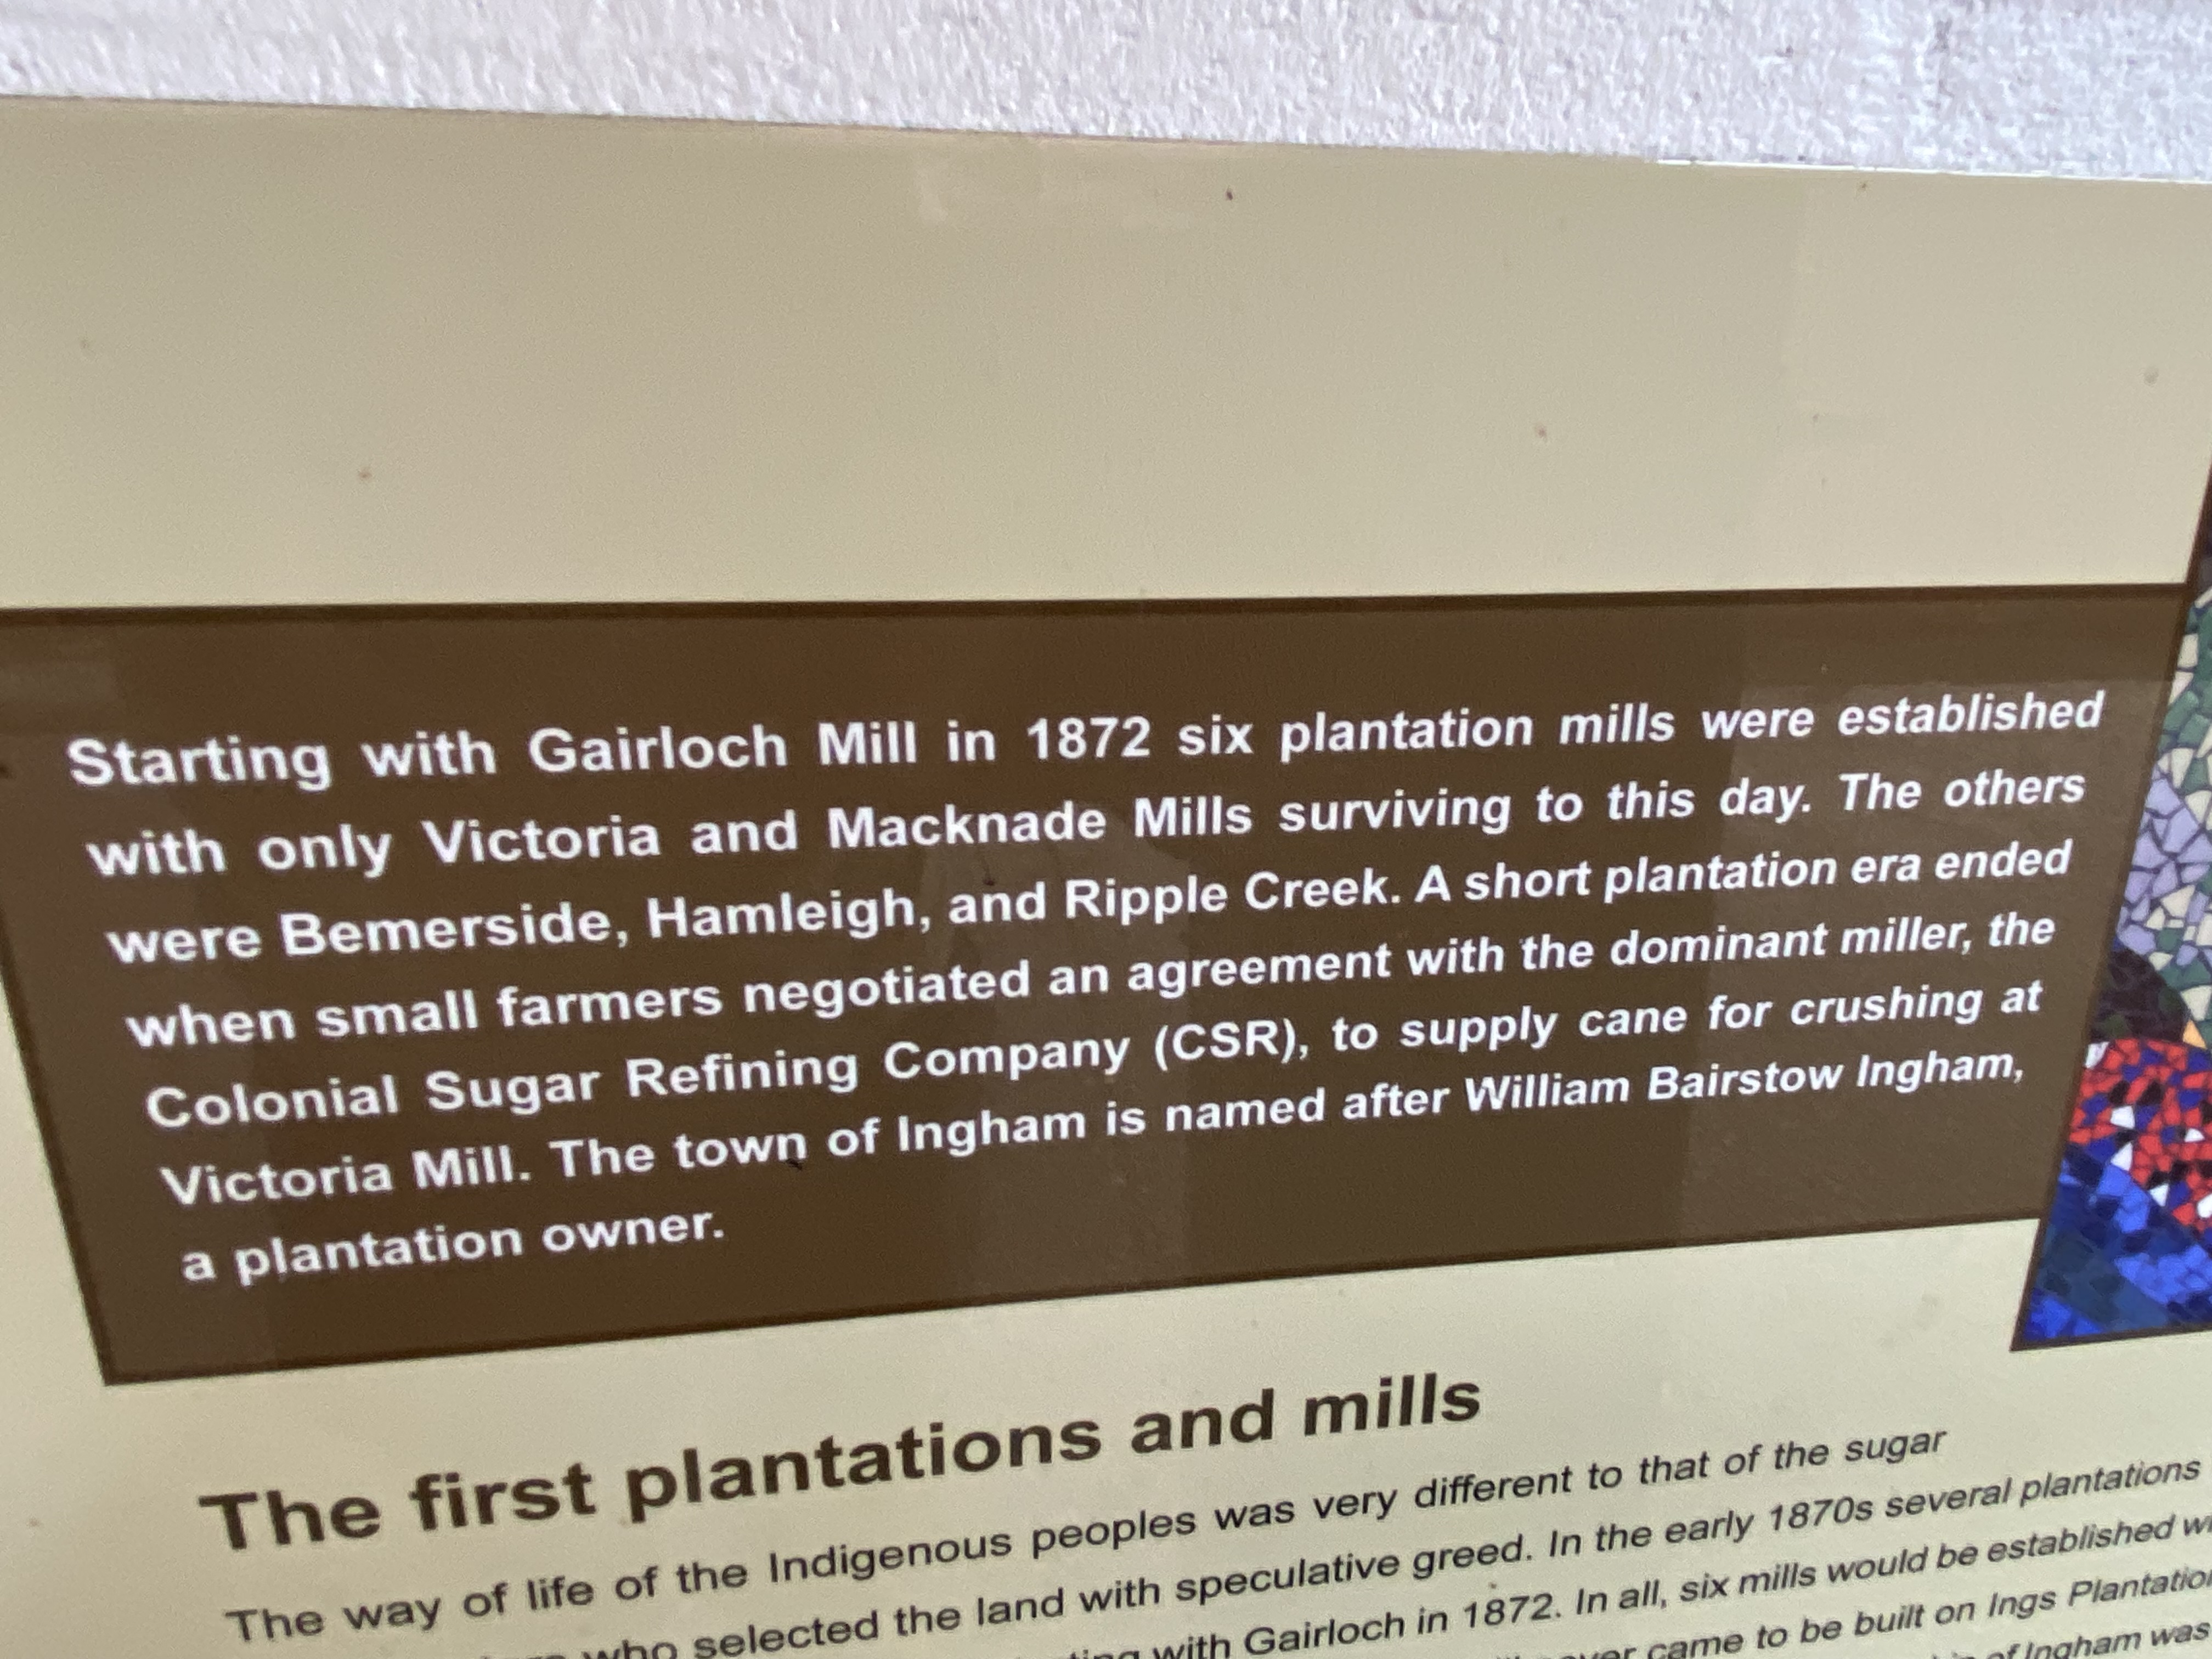 Starting with Gairloch Mill in 1872 six plantation mills were established
with only Victoria and Macknade Mills surviving to this day. The others
were Bemerside, Hamleigh, and Ripple Creek. A short plantation era ended
when small farmers negotiated an agreement with the dominant miller, the
Colonial Sugar Refining Company (CSR), to supply cane for crushing at
Victoria Mill. The town of Ingham is named after William Bairstow Ingham,
a plantation owner.
The first plantations and mills
The way of life of the Indigenous peoples was very different to that of the sugar
who selected the land with speculative greed. In the early 1870s several plantations
with Gairloch in 1872. In all, six mills would be established
came to be built on Ings
of Ingham was